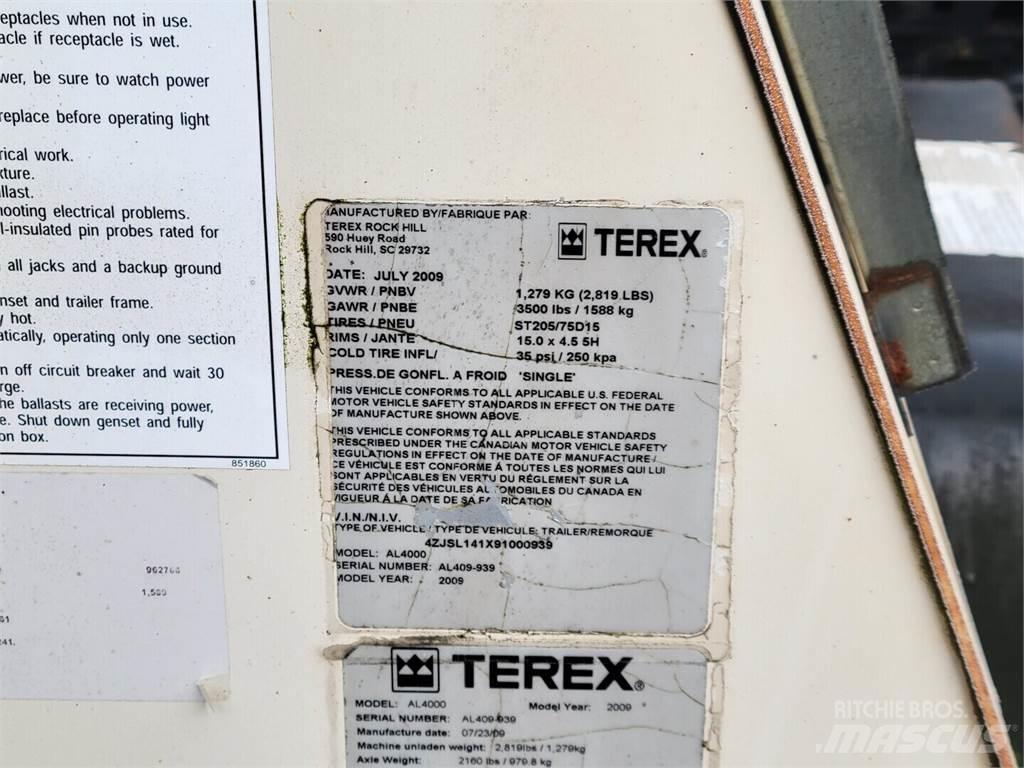 eptacles when not in use.
acle if receptacle is wet.
wer, be sure to watch power
replace before operating light
rical work.
xture.
llast.
hooting electrical problems.
l-insulated pin probes rated for
all jacks and a backup ground
nset and trailer frame.
y hot.
atically, operating only one section
n off circuit breaker and wait 30
rge.
he ballasts are receiving power,
e. Shut down genset and fully
on box.
851860
962768
1,589
61
241.
MANUFACTURED BY/FABRIQUE PAR:
TEREX ROCK HILL
590 Huey Road
Rock Hill, SC 29732
TEREX®
DATE: JULY 2009
GVWR / PNBV 1,279 KG (2,819 LBS)
GAWR / PNBE 3500 lbs / 1588 kg
TIRES / PNEU ST205/75D15
RIMS / JANTE 15.0 x 4.5 5H
COLD TIRE INFL/ 35 psi / 250 kpa
PRESS.DE GONFL. A FROID 'SINGLE'
THIS VEHICLE CONFORMS TO ALL APPLICABLE U.S. FEDERAL
MOTOR VEHICLE SAFETY STANDARDS IN EFFECT ON THE DATE
OF MANUFACTURE SHOWN ABOVE.
THIS VEHICLE CONFORMS TO ALL APPLICABLE STANDARDS
PRESCRIBED UNDER THE CANADIAN MOTOR VEHICLE SAFETY
REGULATIONS IN EFFECT ON THE DATE OF MANUFACTURE /
CE VÉHICULE EST CONFORME À TOUTES LES NORMES QUI LUI
SONT APPLICABLES EN VERTU DU RÉGLEMENT SUR LA
SÉCURITÉ DES VÉHICULES AUTOMOBILES DU CANADA EN
VIGUEUR À LA DATE DE SA FABRICATION
V.I.N./N.I.V.
TYPE OF VEHICLE / TYPE DE VEHICULE: TRAILER/REMORQUE
4ZJSL141X91000939
MODEL: AL4000
SERIAL NUMBER: AL409-939
MODEL YEAR: 2009
TEREX®
MODEL: AL4000 Model Year: 2009
SERIAL NUMBER: AL409-939
Manufacture date: 07/23/09
Machine unladen weight: 2,819lbs / 1,279kg
Axle Weight: 2160 lbs / 979.8 kg
RITCHIE BROS.
MASCUS